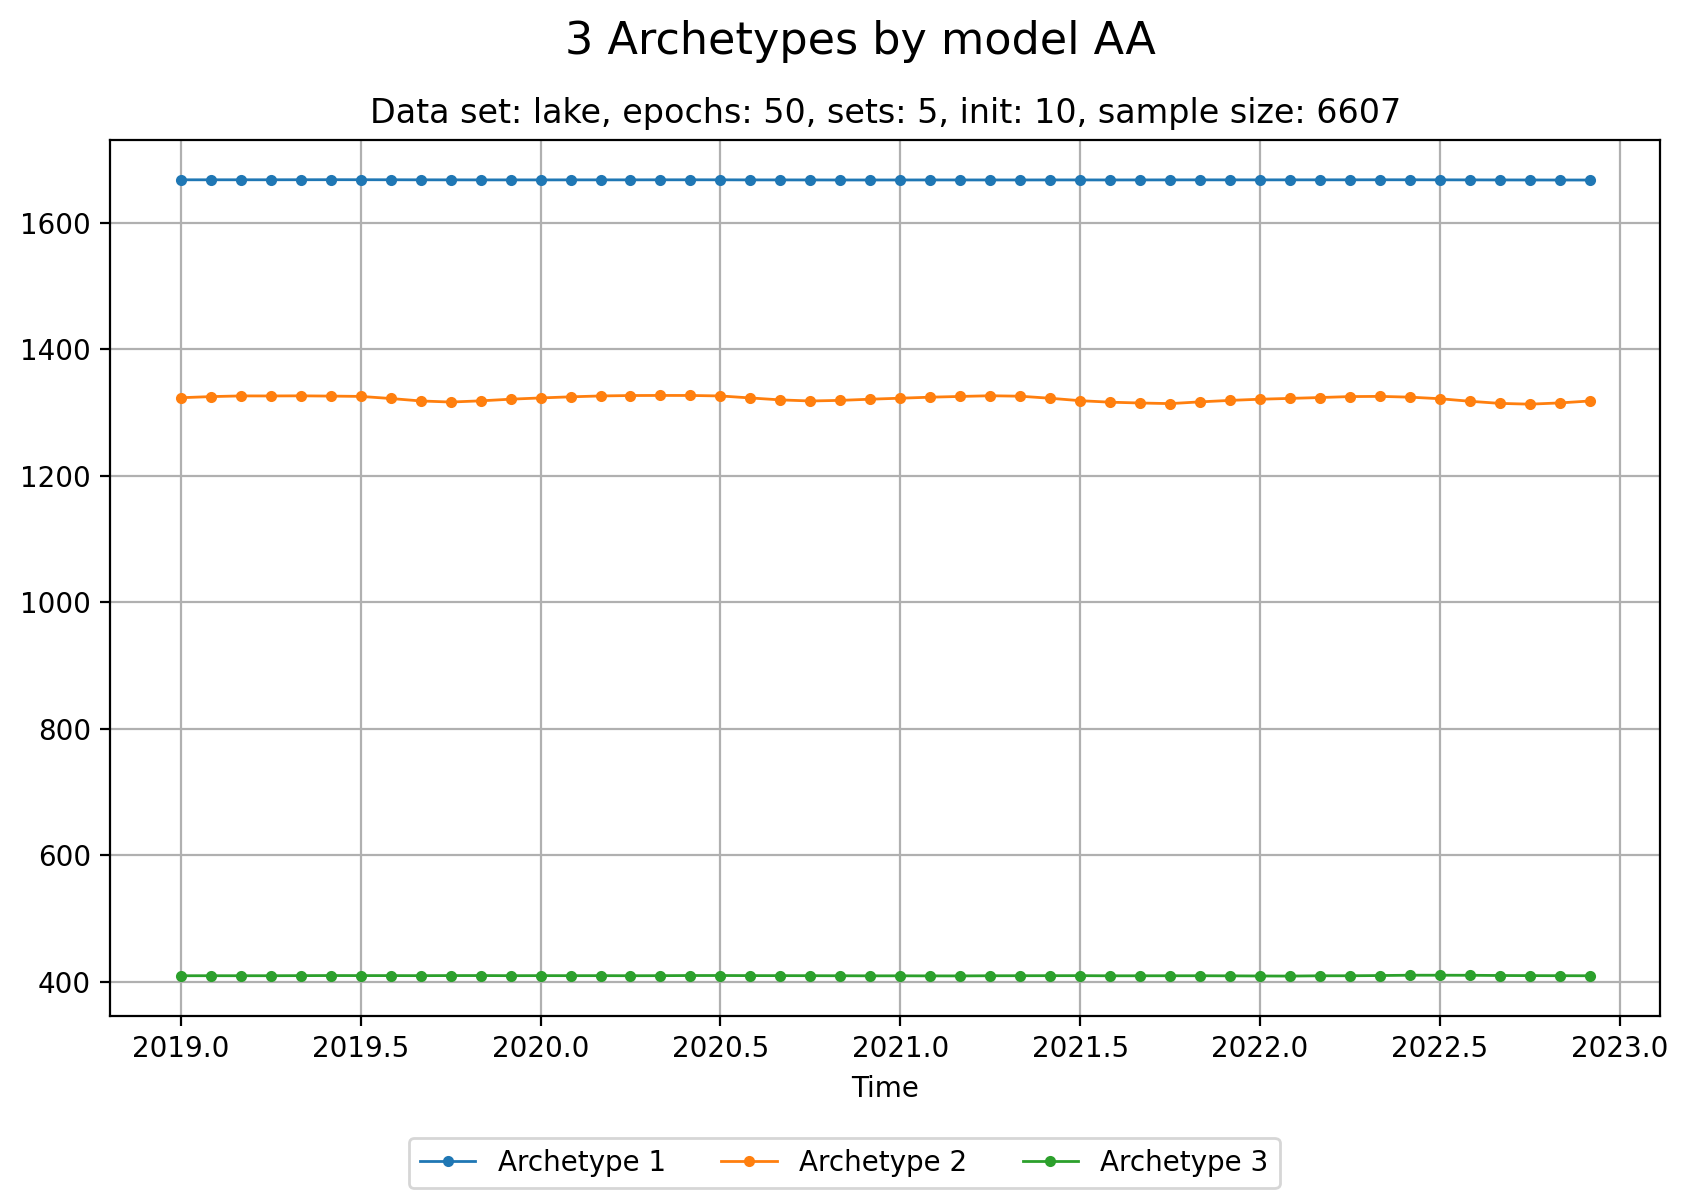 3 Archetypes by model AA
Data set: lake, epochs: 50, sets: 5, init: 10, sample size: 6607
1600
1400
1200
1000
800
600
400
2019.0 2019.5 2020.0 2020.5 2021.0 2021.5 2022.0 2022.5 2023.0
Time
Archetype 1 Archetype 2 Archetype 3